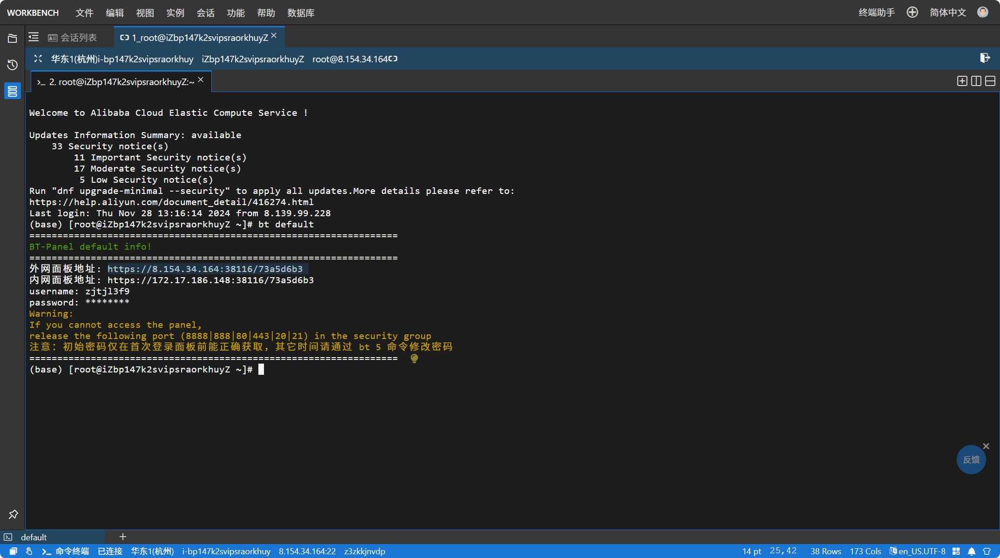 WORKBENCH 文件 编辑 视图 实例 会话 功能 帮助 数据库 终端助手 简体中文
会话列表 1_root@iZbp147k2svipsraorkhuyZ
华东1(杭州)i-bp147k2svipsraorkhuy iZbp147k2svipsraorkhuyZ root@8.154.34.164
>_ 2. root@iZbp147k2svipsraorkhuyZ:~
Welcome to Alibaba Cloud Elastic Compute Service !
Updates Information Summary: available
33 Security notice(s)
11 Important Security notice(s)
17 Moderate Security notice(s)
5 Low Security notice(s)
Run "dnf upgrade-minimal --security" to apply all updates.More details please refer to:
https://help.aliyun.com/document_detail/416274.html
Last login: Thu Nov 28 13:16:14 2024 from 8.139.99.228
(base) [root@iZbp147k2svipsraorkhuyZ ~]# bt default
==================================================================
BT-Panel default info!
==================================================================
外网面板地址: https://8.154.34.164:38116/73a5d6b3
内网面板地址: https://172.17.186.148:38116/73a5d6b3
username: zjtjl3f9
password: ********
Warning:
If you cannot access the panel,
release the following port (8888|888|80|443|20|21) in the security group
注意：初始密码仅在首次登录面板前能正确获取，其它时间请通过 bt 5 命令修改密码
==================================================================
(base) [root@iZbp147k2svipsraorkhuyZ ~]#
反馈
default
命令终端 已连接 华东1(杭州) i-bp147k2svipsraorkhuy 8.154.34.164:22 z3zkkjnvdp 14 pt 25,42 38 Rows 173 Cols en_US.UTF-8